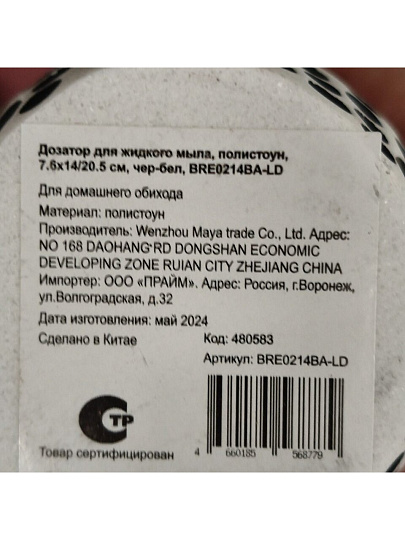 Дозатор для жидкого мыла, полистоун,
7.6x14/20.5 см, чер-бел, BRE0214BA-LD
Для домашнего обихода
Материал: полистоун
Производитель: Wenzhou Maya trade Co., Ltd. Адрес:
NO 168 DAOHANG RD DONGSHAN ECONOMIC
DEVELOPING ZONE RUIAN CITY ZHEJIANG CHINA
Импортер: ООО «ПРАЙМ». Адрес: Россия, г.Воронеж,
ул.Волгоградская, д.32
Дата изготовления: май 2024
Сделано в Китае
Код: 480583
Артикул: BRE0214BA-LD
СТР
Товар сертифицирован
4 660185 568779